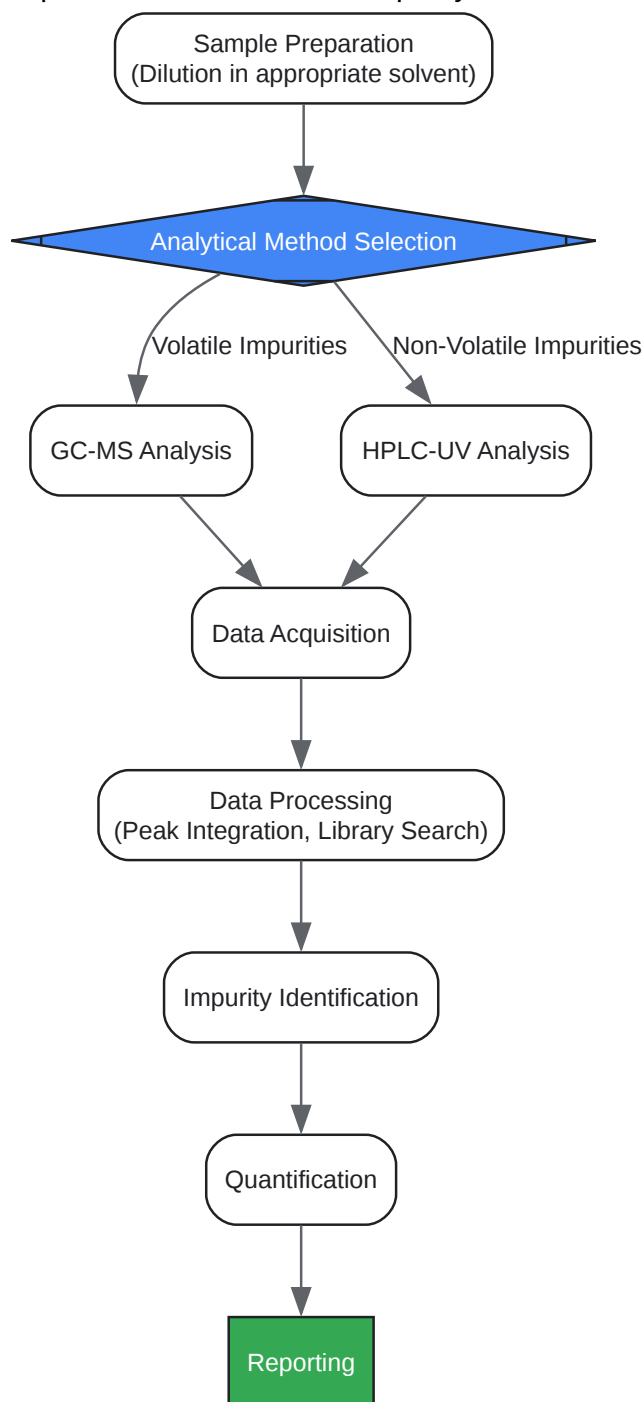 Sample Preparation
(Dilution in appropriate solvent)
Analytical Method Selection
Volatile Impurities
Non-Volatile Impurities
GC-MS Analysis
HPLC-UV Analysis
Data Acquisition
Data Processing
(Peak Integration, Library Search)
Impurity Identification
Quantification
Reporting